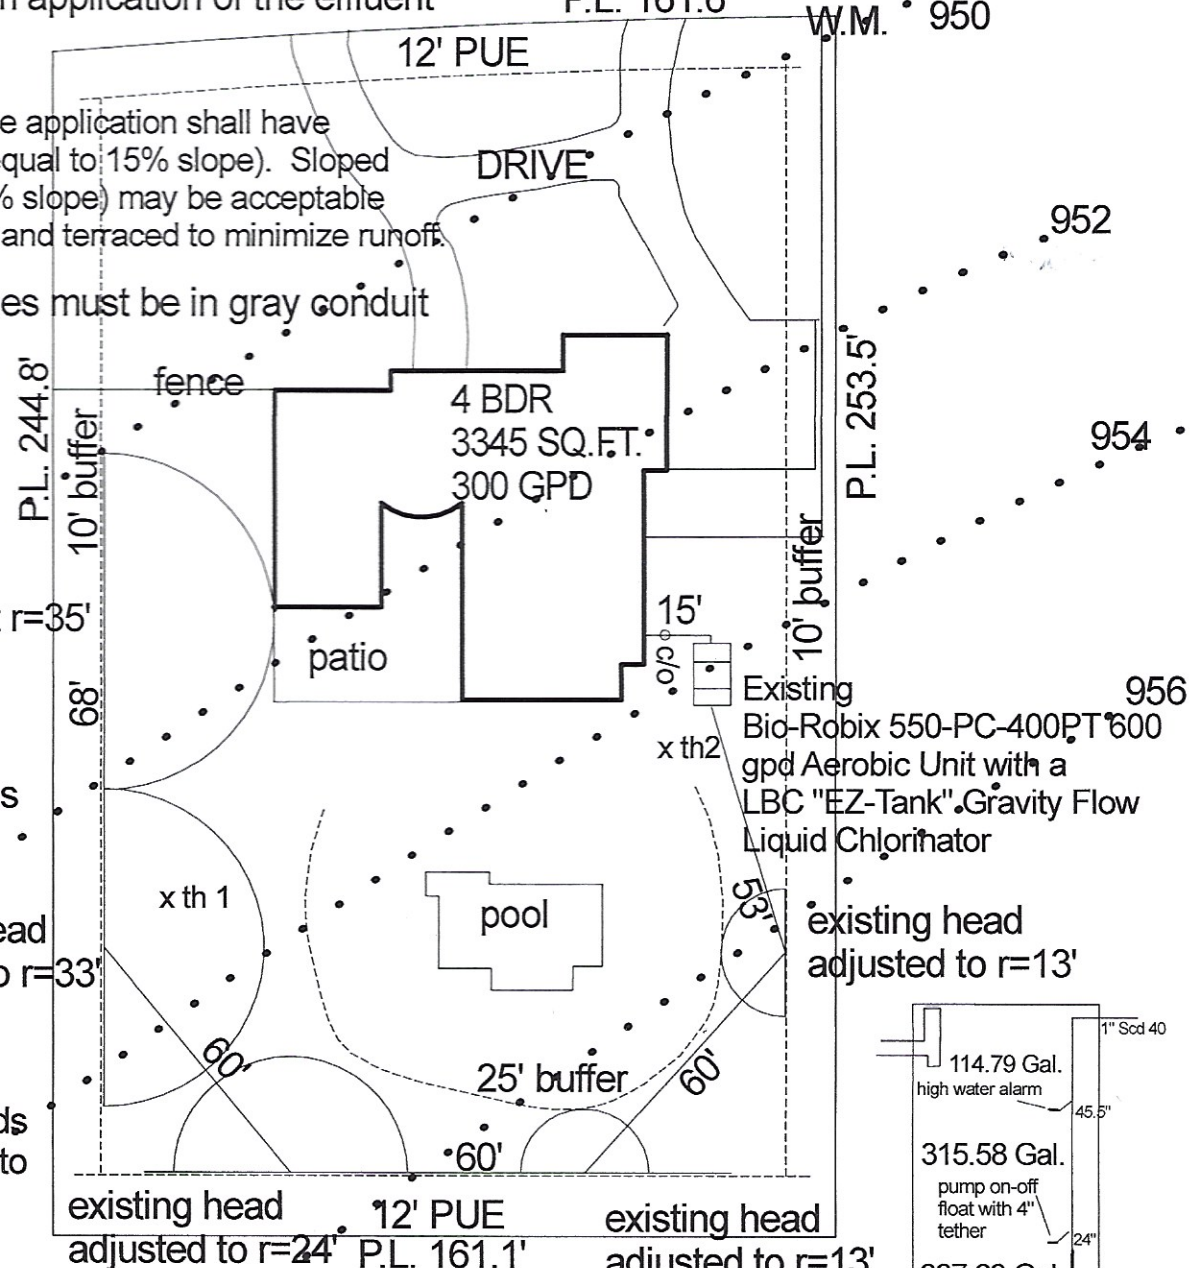 application of the effluent
P.L. 161.6'
W.M.
950
12' PUE
e application shall have
qual to 15% slope). Sloped
% slope) may be acceptable
and terraced to minimize runoff.
DRIVE
952
es must be in gray conduit
fence
P.L. 244.8'
10' buffer
4 BDR
3345 SQ.FT.
300 GPD
P.L. 253.5'
954
10' buffer
r=35'
15'
c/o
patio
68'
956
Existing
Bio-Robix 550-PC-400PT 600
gpd Aerobic Unit with a
LBC "EZ-Tank" Gravity Flow
Liquid Chlorinator
x th2
s
x th 1
pool
53'
ead
r=33'
existing head
adjusted to r=13'
60'
25' buffer
60'
1" Scd 40
114.79 Gal.
high water alarm
45.5"
ds
to
60'
315.58 Gal.
pump on-off
float with 4"
tether
24"
existing head
adjusted to r=24'
12' PUE
P.L. 161.1'
existing head
adjusted to r=13'